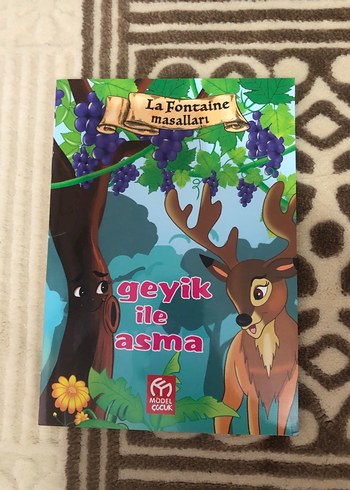 La Fontaine
masalları
geyik
ile
asma
MODEL
ÇOCUK